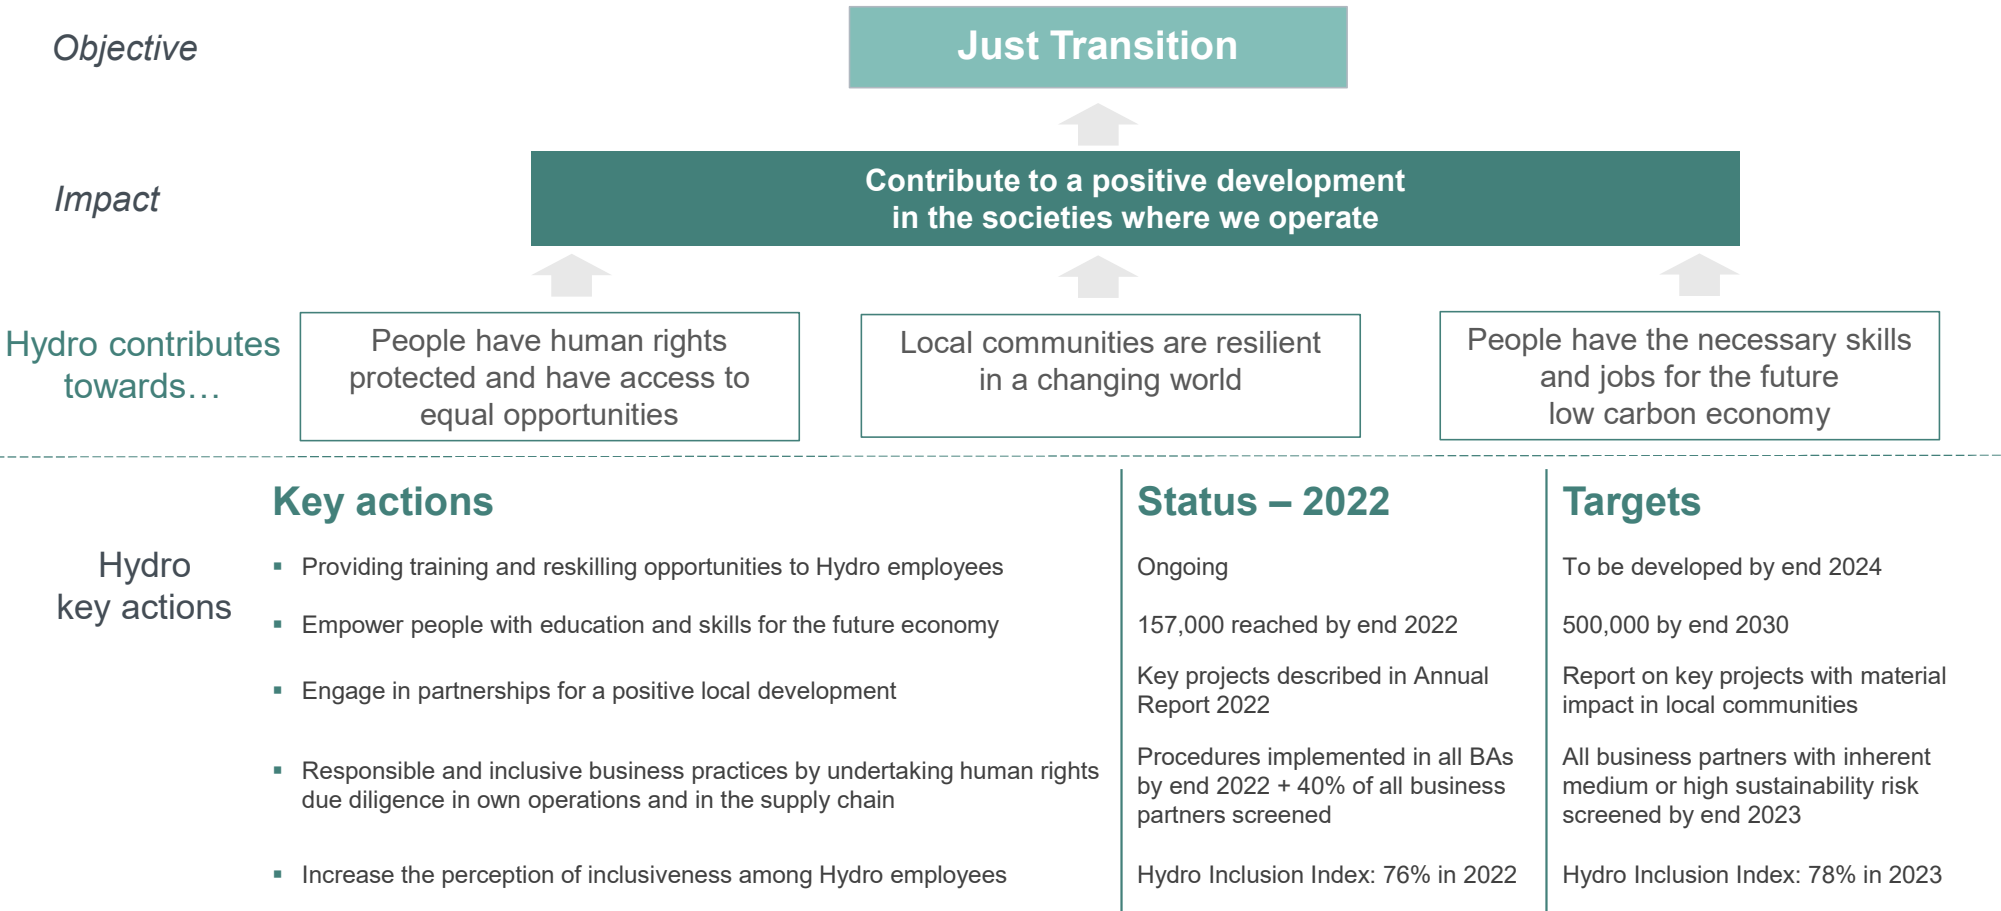 Objective
Just Transition
Impact
Contribute to a positive development
in the societies where we operate
Hydro contributes
towards…
People have human rights
protected and have access to
equal opportunities
Local communities are resilient
in a changing world
People have the necessary skills
and jobs for the future
low carbon economy
Hydro
key actions
Key actions
Status – 2022
Targets
▪ Providing training and reskilling opportunities to Hydro employees
Ongoing
To be developed by end 2024
▪ Empower people with education and skills for the future economy
157,000 reached by end 2022
500,000 by end 2030
▪ Engage in partnerships for a positive local development
Key projects described in Annual
Report 2022
Report on key projects with material
impact in local communities
▪ Responsible and inclusive business practices by undertaking human rights
due diligence in own operations and in the supply chain
Procedures implemented in all BAs
by end 2022 + 40% of all business
partners screened
All business partners with inherent
medium or high sustainability risk
screened by end 2023
▪ Increase the perception of inclusiveness among Hydro employees
Hydro Inclusion Index: 76% in 2022
Hydro Inclusion Index: 78% in 2023